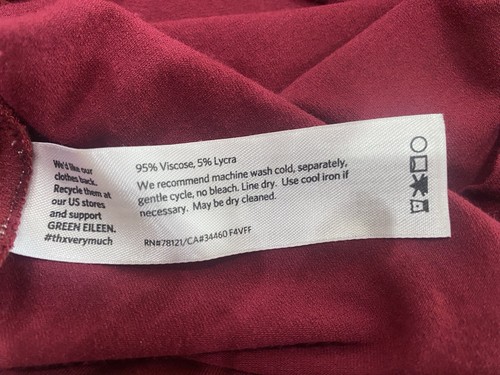 We'd like our
clothes back.
Recycle them at
our US stores
and support
GREEN EILEEN.
#thxverymuch
95% Viscose, 5% Lycra
We recommend machine wash cold, separately,
gentle cycle, no bleach. Line dry. Use cool iron if
necessary. May be dry cleaned.
RN#78121/CA#34460 F4VFF